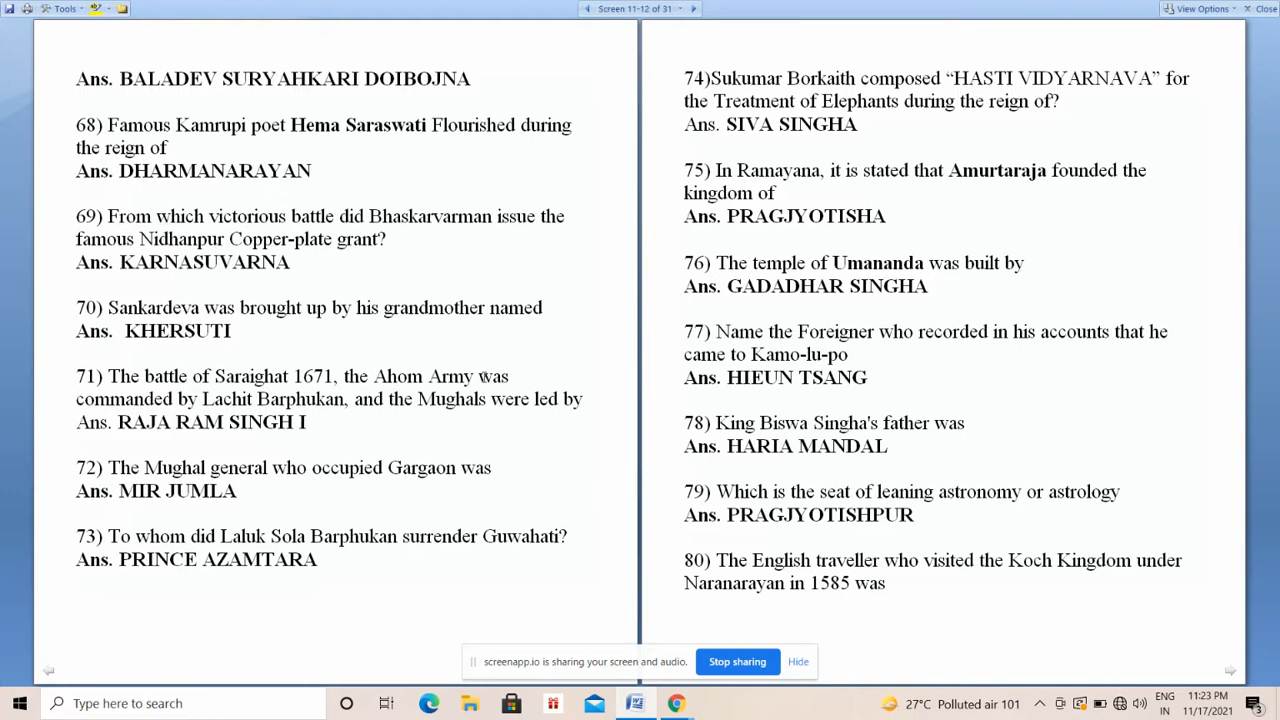 Tools
Screen 11-12 of 31
View Options
Close
Ans. BALADEV SURYAHKARI DOIBOJNA
68) Famous Kamrupi poet Hema Saraswati Flourished during
the reign of
Ans. DHARMANARAYAN
69) From which victorious battle did Bhaskarvarman issue the
famous Nidhanpur Copper-plate grant?
Ans. KARNASUVARNA
70) Sankardeva was brought up by his grandmother named
Ans. KHERSUTI
71) The battle of Saraighat 1671, the Ahom Army was
commanded by Lachit Barphukan, and the Mughals were led by
Ans. RAJA RAM SINGH I
72) The Mughal general who occupied Gargaon was
Ans. MIR JUMLA
73) To whom did Laluk Sola Barphukan surrender Guwahati?
Ans. PRINCE AZAMTARA
74)Sukumar Borkaith composed “HASTI VIDYARNAVA” for
the Treatment of Elephants during the reign of?
Ans. SIVA SINGHA
75) In Ramayana, it is stated that Amurtaraja founded the
kingdom of
Ans. PRAGJYOTISHA
76) The temple of Umananda was built by
Ans. GADADHAR SINGHA
77) Name the Foreigner who recorded in his accounts that he
came to Kamo-lu-po
Ans. HIEUN TSANG
78) King Biswa Singha's father was
Ans. HARIA MANDAL
79) Which is the seat of leaning astronomy or astrology
Ans. PRAGJYOTISHPUR
80) The English traveller who visited the Koch Kingdom under
Naranarayan in 1585 was
screenapp.io is sharing your screen and audio.
Stop sharing
Hide
Type here to search
27°C Polluted air 101
ENG
IN
11:23 PM
11/17/2021
3